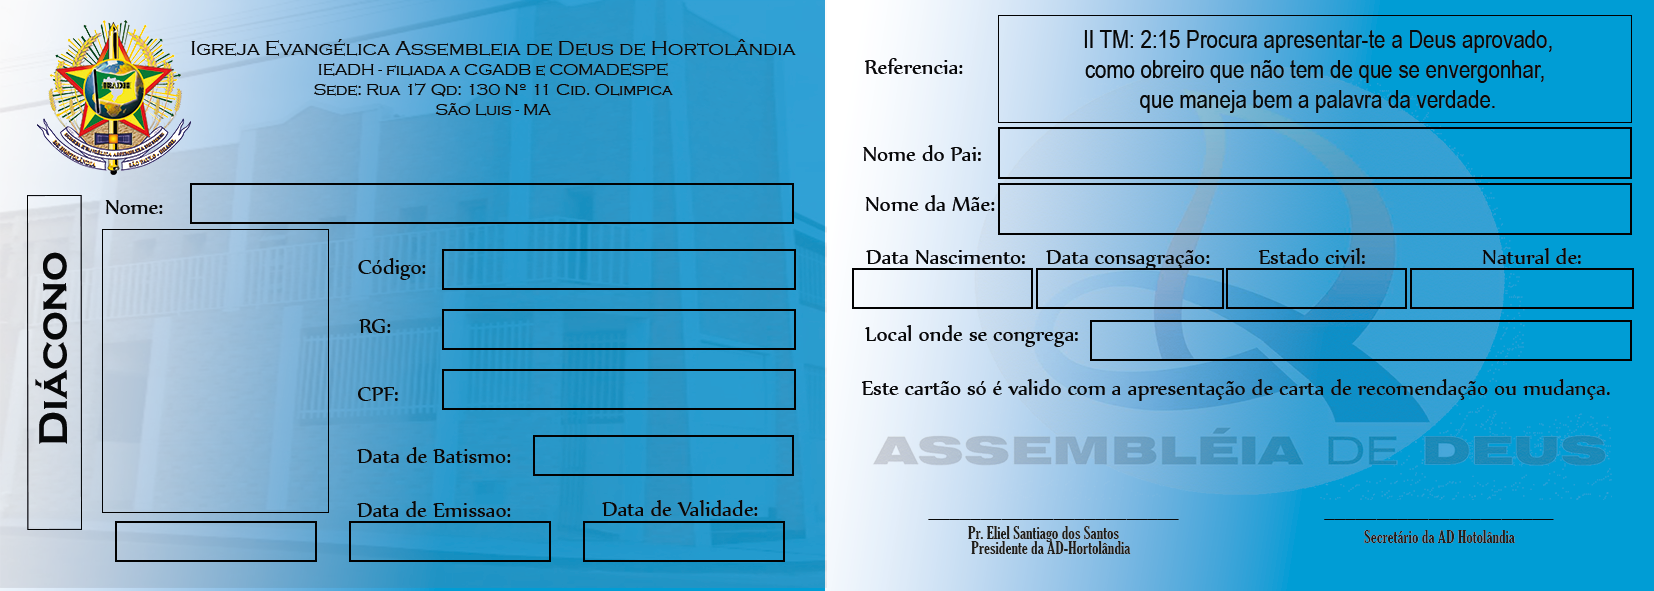 Igreja Evangélica Assembleia de Deus de Hortolândia
IEADH - filiada a CGADB e COMADESPE
Sede: Rua 17 Qd: 130 Nº 11 Cid. Olimpica
São Luis - MA
IEADH
Nome:
Diácono
Código:
RG:
CPF:
Data de Batismo:
Data de Emissao:
Data de Validade:
Referencia:
II TM: 2:15 Procura apresentar-te a Deus aprovado,
como obreiro que não tem de que se envergonhar,
que maneja bem a palavra da verdade.
Nome do Pai:
Nome da Mãe:
Data Nascimento:
Data consagração:
Estado civil:
Natural de:
Local onde se congrega:
Este cartão só é valido com a apresentação de carta de recomendação ou mudança.
ASSEMBLÉIA DE DEUS
Pr. Eliel Santiago dos Santos
Presidente da AD-Hortolândia
Secretário da AD Hotolândia